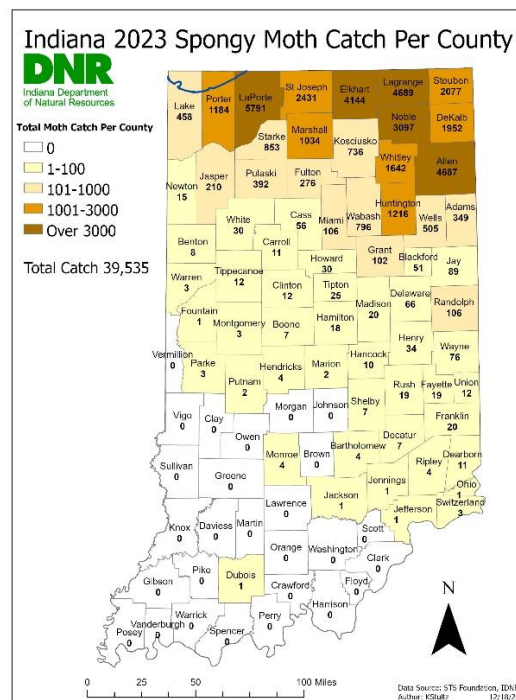 Indiana 2023 Spongy Moth Catch Per County
DNR
Indiana Department
of Natural Resources
Total Moth Catch Per County
0
1-100
101-1000
1001-3000
Over 3000
Total Catch 39,535
Lake
458
Porter
1184
LaPorte
5791
St Joseph
2431
Elkhart
4144
Lagrange
4689
Steuben
2077
Noble
3097
DeKalb
1952
Starke
853
Marshall
1034
Kosciusko
736
Whitley
1642
Allen
4687
Newton
15
Jasper
210
Pulaski
392
Fulton
276
Miami
106
Wabash
796
Huntington
1216
Wells
505
Adams
349
Benton
8
White
30
Carroll
11
Cass
56
Howard
30
Grant
102
Blackford
51
Jay
89
Warren
3
Tippecanoe
12
Clinton
12
Tipton
25
Madison
20
Delaware
66
Randolph
106
Fountain
1
Montgomery
3
Boone
7
Hamilton
18
Henry
34
Wayne
76
Vermillion
0
Parke
3
Putnam
2
Hendricks
4
Marion
2
Hancock
10
Rush
19
Fayette
19
Union
12
Vigo
0
Clay
0
Owen
0
Morgan
0
Johnson
0
Shelby
7
Decatur
7
Franklin
20
Sullivan
0
Greene
0
Monroe
4
Brown
0
Bartholomew
4
Jennings
1
Ripley
4
Dearborn
11
Ohio
1
Switzerland
3
Knox
0
Daviess
0
Martin
0
Lawrence
0
Jackson
1
Jefferson
1
Scott
0
Orange
0
Washington
0
Clark
0
Gibson
0
Pike
0
Dubois
1
Crawford
0
Floyd
0
Harrison
0
Posey
0
Vanderburgh
0
Warrick
0
Spencer
0
Perry
0
N
0 50 100 Miles
Data Source: STS Foundation, IDN
Author: KStultz 12/18/2